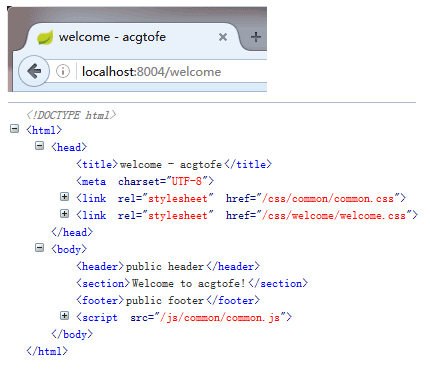 welcome - acgtofe
localhost:8004/welcome
<!DOCTYPE html>
<html>
<head>
<title>welcome - acgtofe</title>
<meta charset="UTF-8">
<link rel="stylesheet" href="/css/common/common.css">
<link rel="stylesheet" href="/css/welcome/welcome.css">
</head>
<body>
<header>public header</header>
<section>Welcome to acgtofe!</section>
<footer>public footer</footer>
<script src="/js/common/common.js">
</body>
</html>